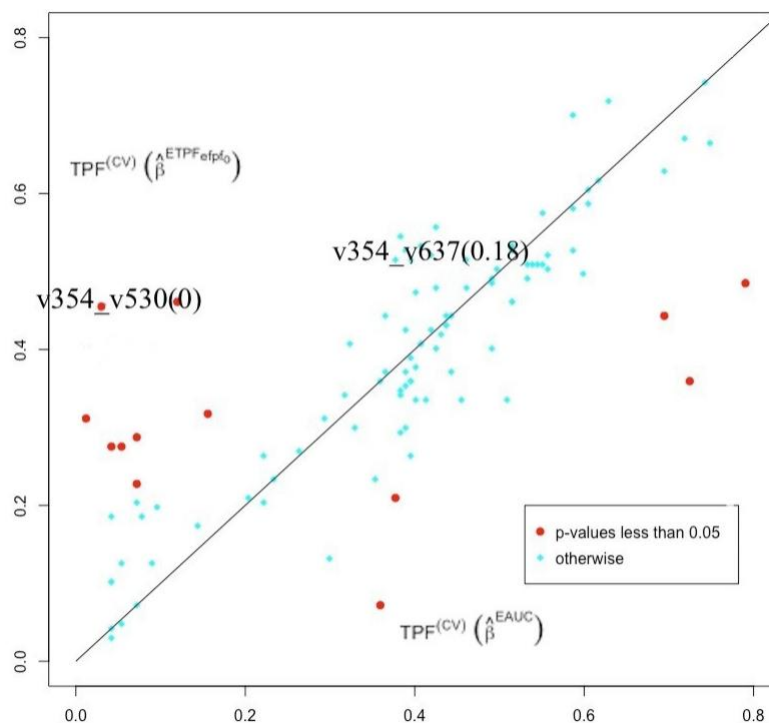 0.8
TPF(CV) (β̂ETPFefpf0)
0.6
v354_v637(0.18)
v354_v530(0)
0.4
0.2
p-values less than 0.05
otherwise
TPF(CV) (β̂EAUC)
0.0
0.0 0.2 0.4 0.6 0.8